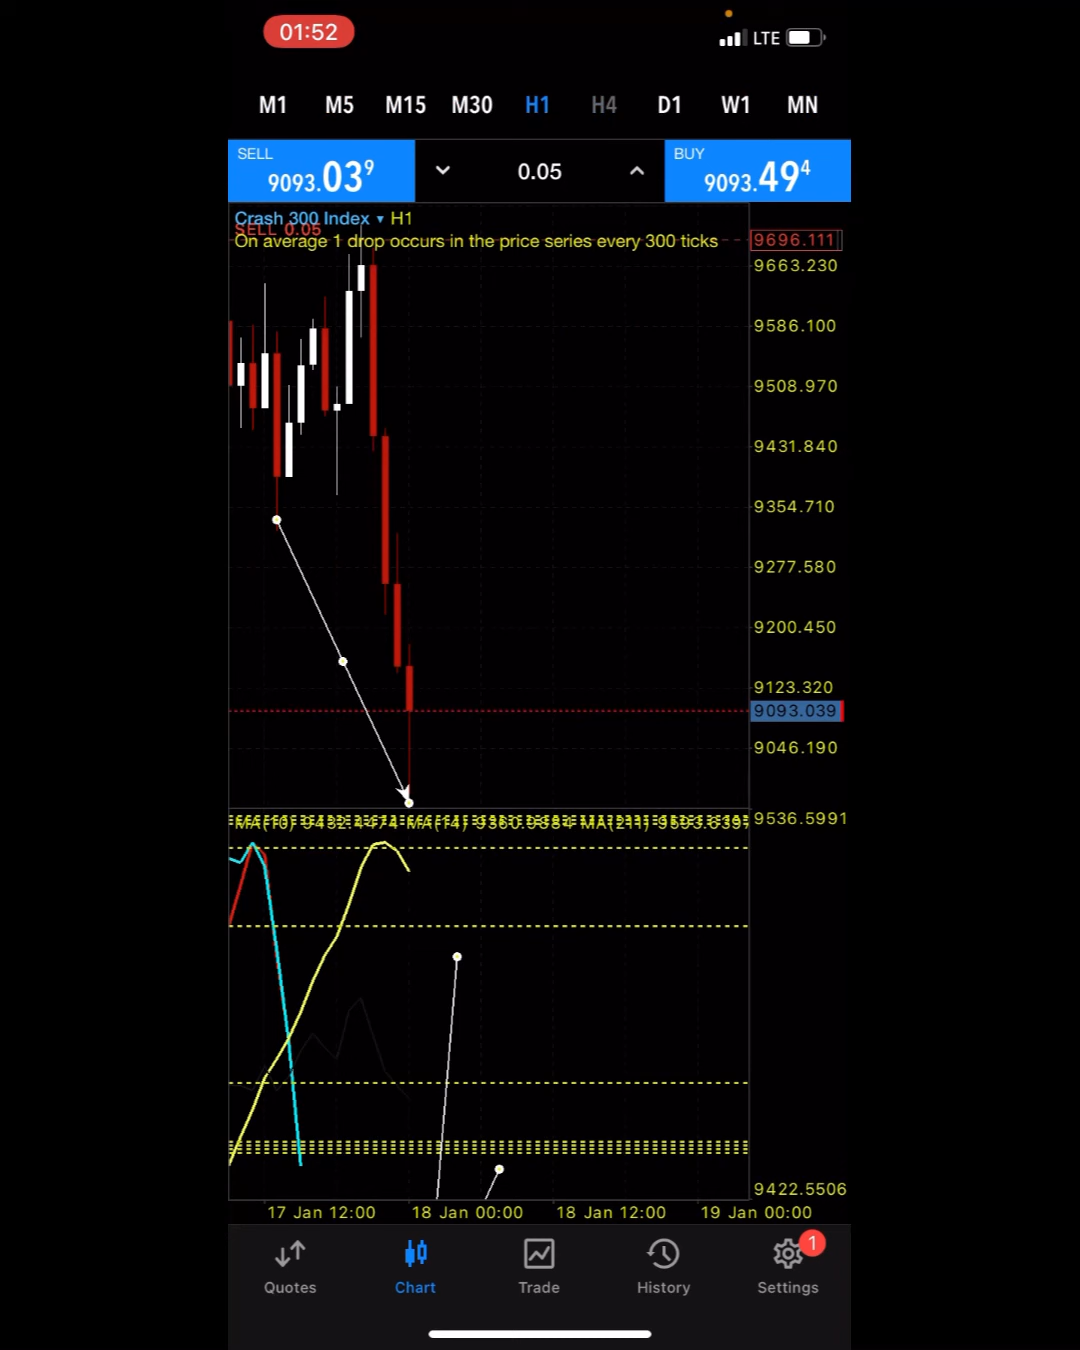 01:52
LTE
M1 M5 M15 M30 H1 H4 D1 W1 MN
SELL
9093.03⁹
0.05
BUY
9093.49⁴
Crash 300 Index ▾ H1
SELL 0.05
On average 1 drop occurs in the price series every 300 ticks
9696.111
9663.230
9586.100
9508.970
9431.840
9354.710
9277.580
9200.450
9123.320
9093.039
9046.190
9536.5991
MA(14)
9422.5506
17 Jan 12:00 18 Jan 00:00 18 Jan 12:00 19 Jan 00:00
1
Quotes Chart Trade History Settings